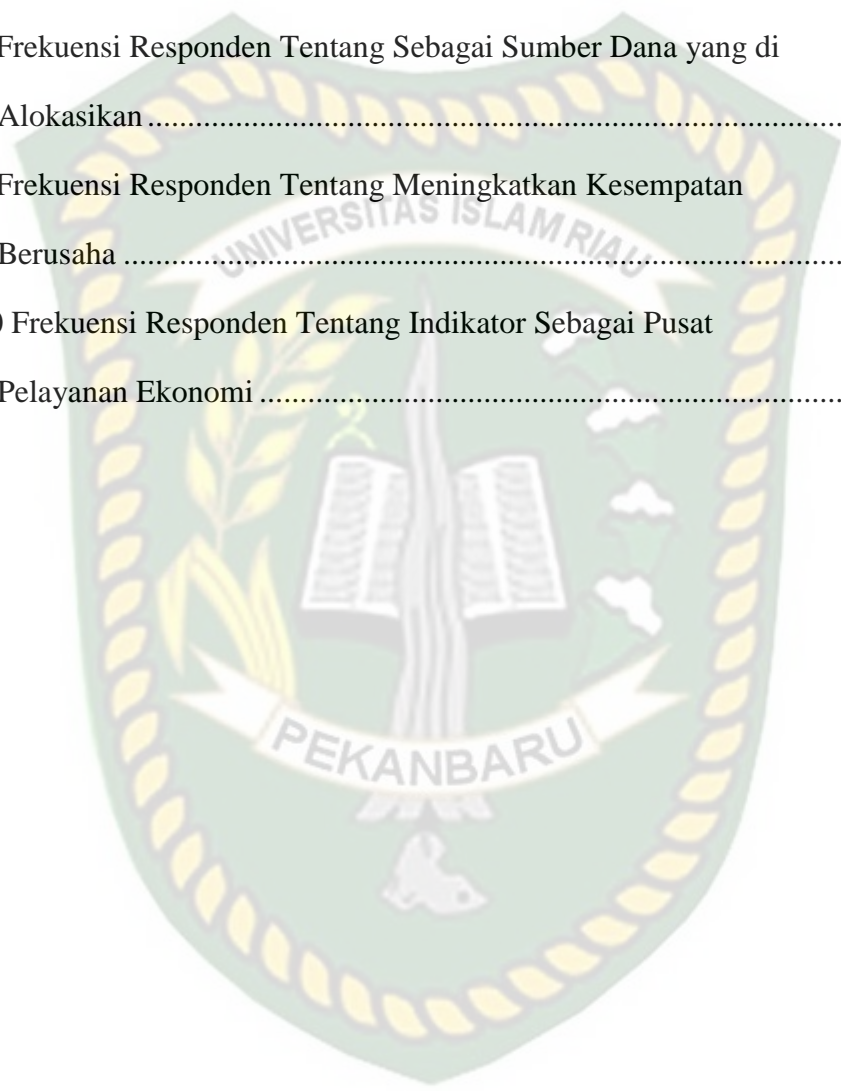 Frekuensi Responden Tentang Sebagai Sumber Dana yang di
Alokasikan ......................................................................................
Frekuensi Responden Tentang Meningkatkan Kesempatan
UNIVERSITAS ISLAM RIAU
Berusaha .........................................................................................
) Frekuensi Responden Tentang Indikator Sebagai Pusat
Pelayanan Ekonomi ........................................................................
PEKANBARU